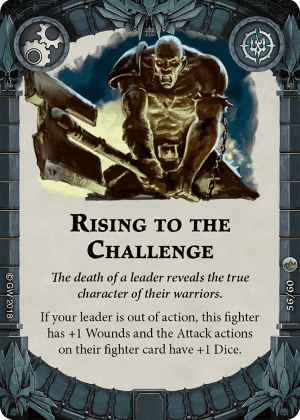 RISING TO THE
CHALLENGE
The death of a leader reveals the true
character of their warriors.
If your leader is out of action, this fighter
has +1 Wounds and the Attack actions
on their fighter card have +1 Dice.
© GW 2018
56/60